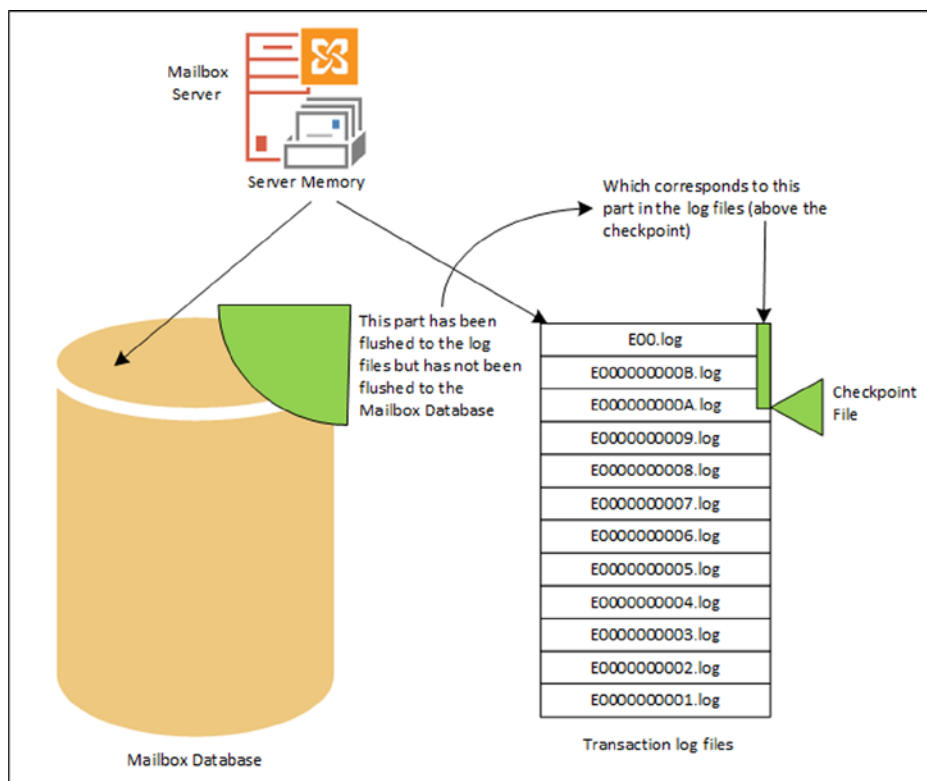 Mailbox
Server
Server Memory
Which corresponds to this
part in the log files (above the
checkpoint)
This part has been
flushed to the log
files but has not been
flushed to the
Mailbox Database
E00.log
E000000000B.log
E000000000A.log
E0000000009.log
E0000000008.log
E0000000007.log
E0000000006.log
E0000000005.log
E0000000004.log
E0000000003.log
E0000000002.log
E0000000001.log
Checkpoint
File
Mailbox Database
Transaction log files